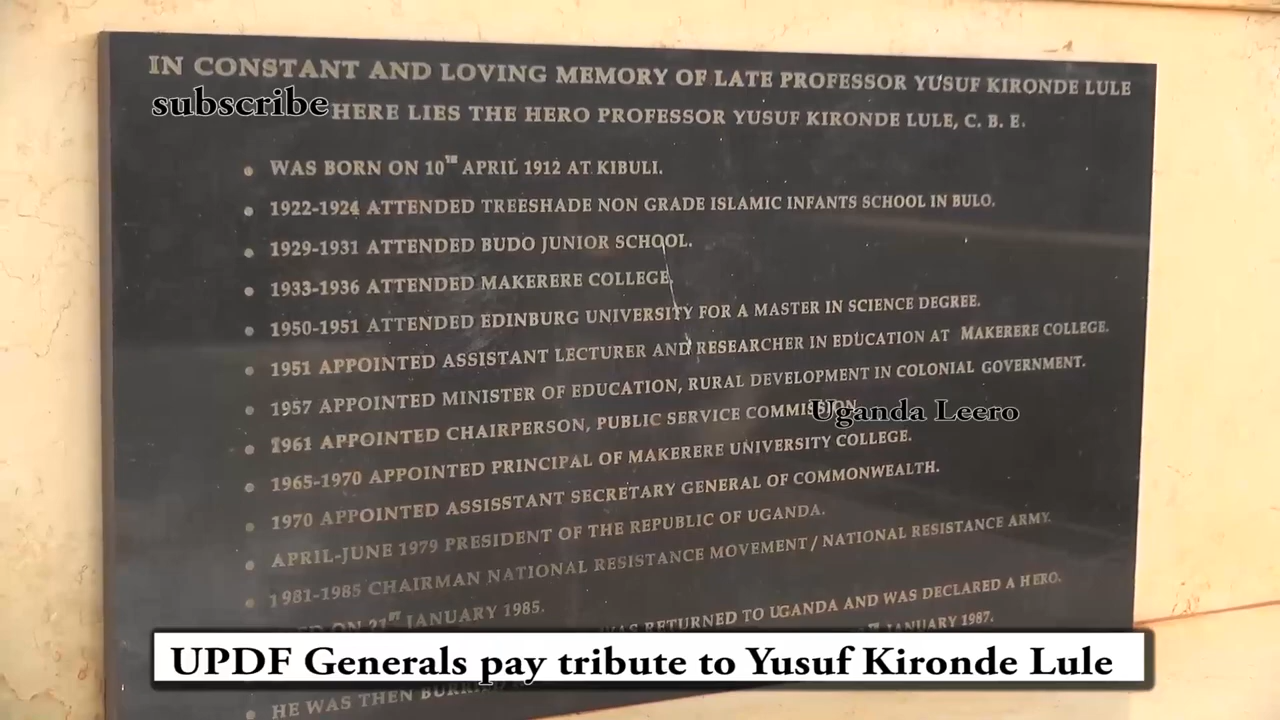 IN CONSTANT AND LOVING MEMORY OF LATE PROFESSOR YUSUF KIRONDE LULE
subscribe
HERE LIES THE HERO PROFESSOR YUSUF KIRONDE LULE, C. B. E.
• WAS BORN ON 10TH APRIL 1912 AT KIBULI.
• 1922-1924 ATTENDED TREESHADE NON GRADE ISLAMIC INFANTS SCHOOL IN BULO.
• 1929-1931 ATTENDED BUDO JUNIOR SCHOOL.
• 1933-1936 ATTENDED MAKERERE COLLEGE.
• 1950-1951 ATTENDED EDINBURG UNIVERSITY FOR A MASTER IN SCIENCE DEGREE.
• 1951 APPOINTED ASSISTANT LECTURER AND RESEARCHER IN EDUCATION AT MAKERERE COLLEGE.
• 1957 APPOINTED MINISTER OF EDUCATION, RURAL DEVELOPMENT IN COLONIAL GOVERNMENT.
• 1961 APPOINTED CHAIRPERSON, PUBLIC SERVICE COMMISSION
Uganda Leero
• 1965-1970 APPOINTED PRINCIPAL OF MAKERERE UNIVERSITY COLLEGE.
• 1970 APPOINTED ASSISSTANT SECRETARY GENERAL OF COMMONWEALTH.
• APRIL-JUNE 1979 PRESIDENT OF THE REPUBLIC OF UGANDA.
• 1981-1985 CHAIRMAN NATIONAL RESISTANCE MOVEMENT / NATIONAL RESISTANCE ARMY.
ON 21ST JANUARY 1985.
WAS RETURNED TO UGANDA AND WAS DECLARED A HERO.
JANUARY 1987.
UPDF Generals pay tribute to Yusuf Kironde Lule
• HE WAS THEN BURRIED